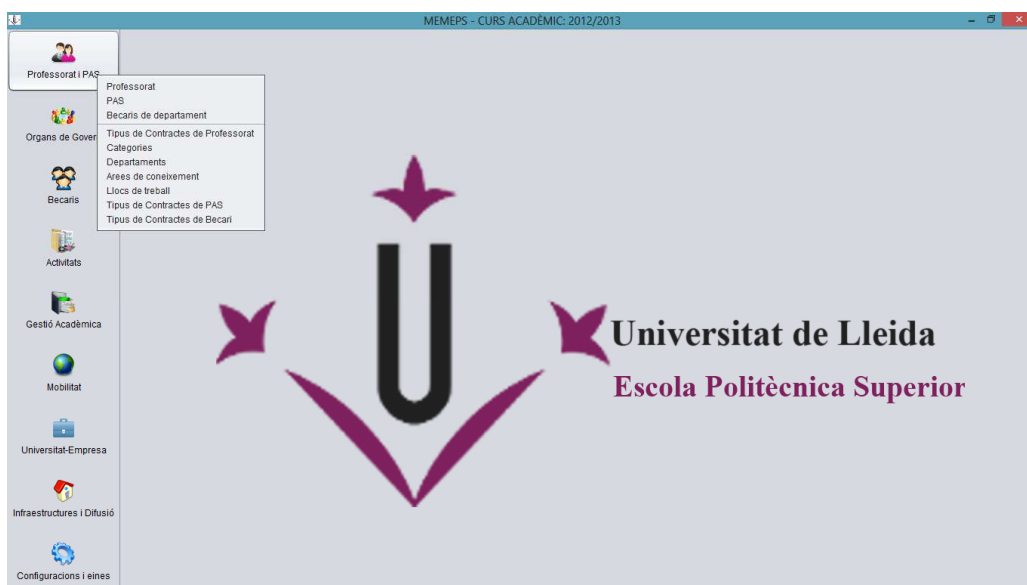 MEMEPS - CURS ACADÈMIC: 2012/2013
Professorat i PAS
Professorat
PAS
Becaris de departament
Tipus de Contractes de Professorat
Categories
Departaments
Arees de coneixement
Llocs de treball
Tipus de Contractes de PAS
Tipus de Contractes de Becari
Organs de Gover
Becaris
Activitats
Gestió Acadèmica
Mobilitat
Universitat-Empresa
Infraestructures i Difusió
Configuracions i eines
U
Universitat de Lleida
Escola Politècnica Superior